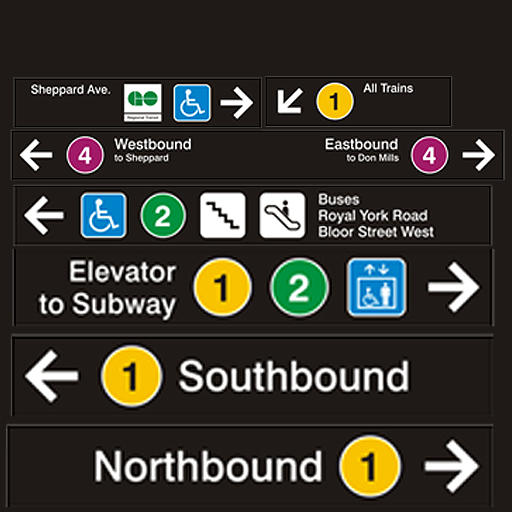 Sheppard Ave.
GO
Regional Transit
1
All Trains
4
Westbound
to Sheppard
Eastbound
to Don Mills
4
2
Buses
Royal York Road
Bloor Street West
Elevator
to Subway
1
2
1 Southbound
Northbound 1